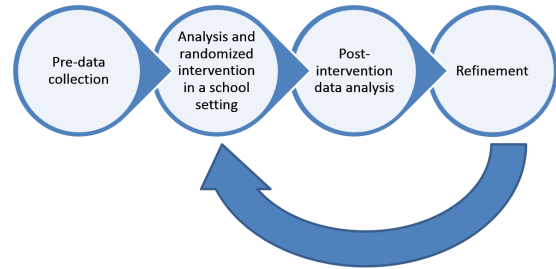 Pre-data
collection
Analysis and
randomized
intervention
in a school
setting
Post-
intervention
data analysis
Refinement